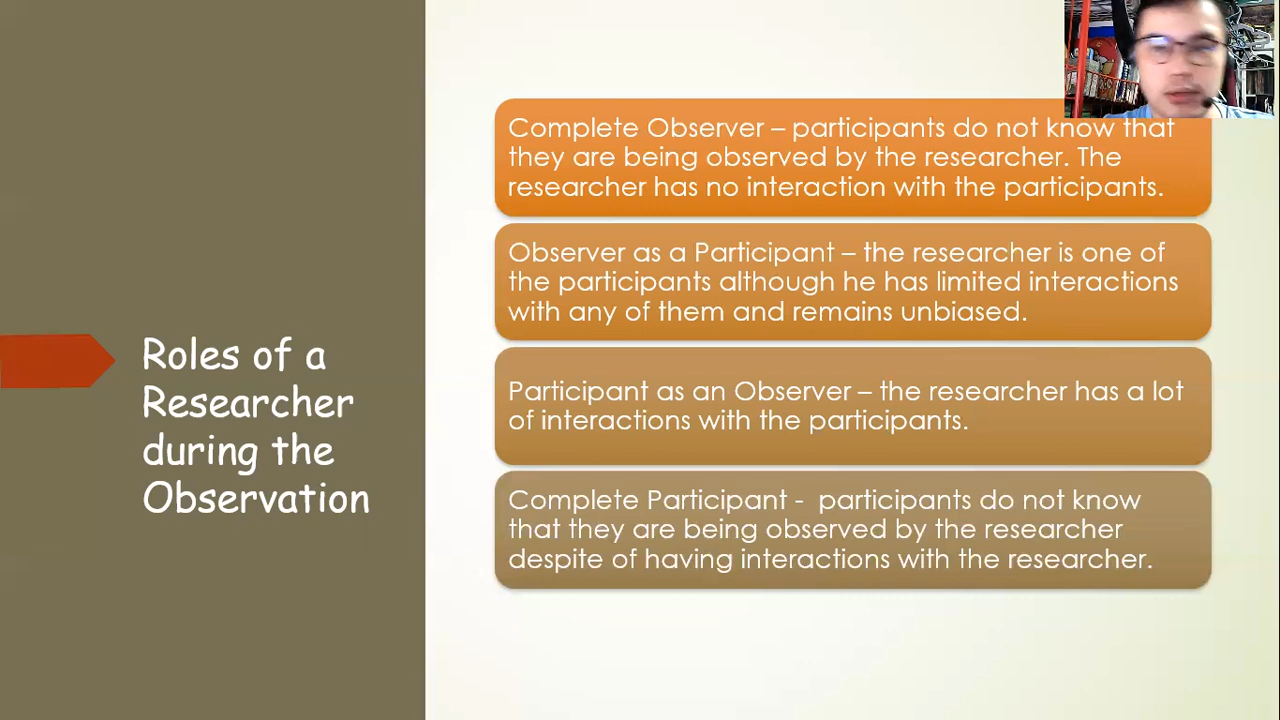 Roles of a
Researcher
during the
Observation
Complete Observer – participants do not know that
they are being observed by the researcher. The
researcher has no interaction with the participants.
Observer as a Participant – the researcher is one of
the participants although he has limited interactions
with any of them and remains unbiased.
Participant as an Observer – the researcher has a lot
of interactions with the participants.
Complete Participant -  participants do not know
that they are being observed by the researcher
despite of having interactions with the researcher.